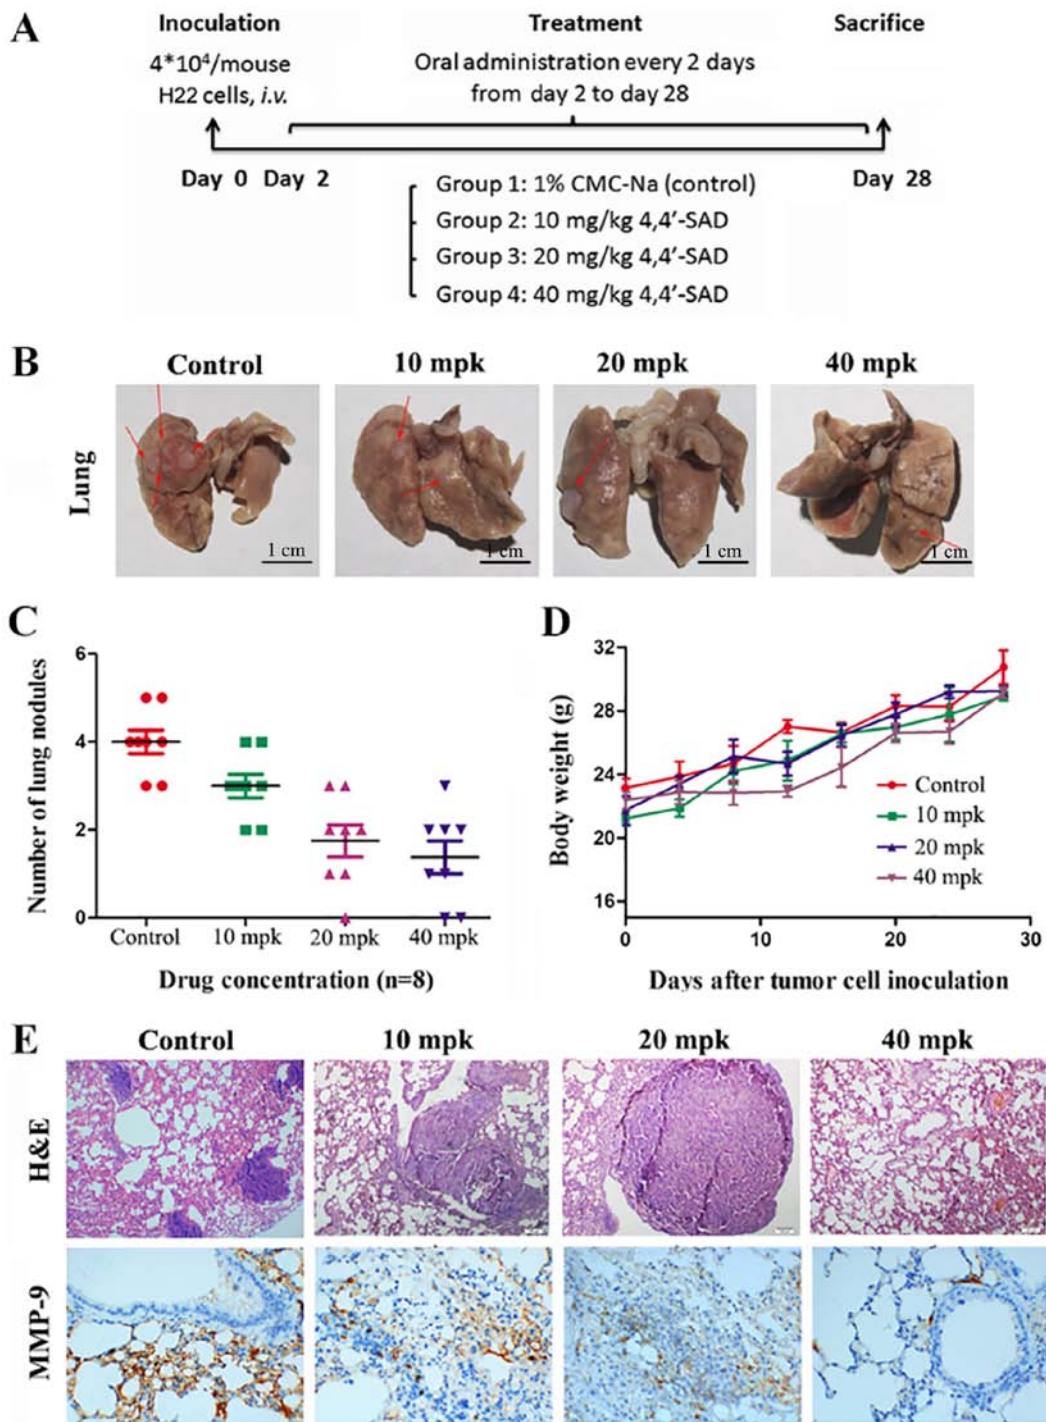 A
Inoculation
Treatment
Sacrifice
4*10⁴/mouse
H22 cells, i.v.
Oral administration every 2 days
from day 2 to day 28
Day 0 Day 2
Day 28
Group 1: 1% CMC-Na (control)
Group 2: 10 mg/kg 4,4’-SAD
Group 3: 20 mg/kg 4,4’-SAD
Group 4: 40 mg/kg 4,4’-SAD
B
Control
10 mpk
20 mpk
40 mpk
Lung
1 cm
1 cm
1 cm
1 cm
C
Number of lung nodules
6
4
2
0
Control
10 mpk
20 mpk
40 mpk
Drug concentration (n=8)
D
Body weight (g)
32
28
24
20
16
Control
10 mpk
20 mpk
40 mpk
0
10
20
30
Days after tumor cell inoculation
E
Control
10 mpk
20 mpk
40 mpk
H&E
MMP-9